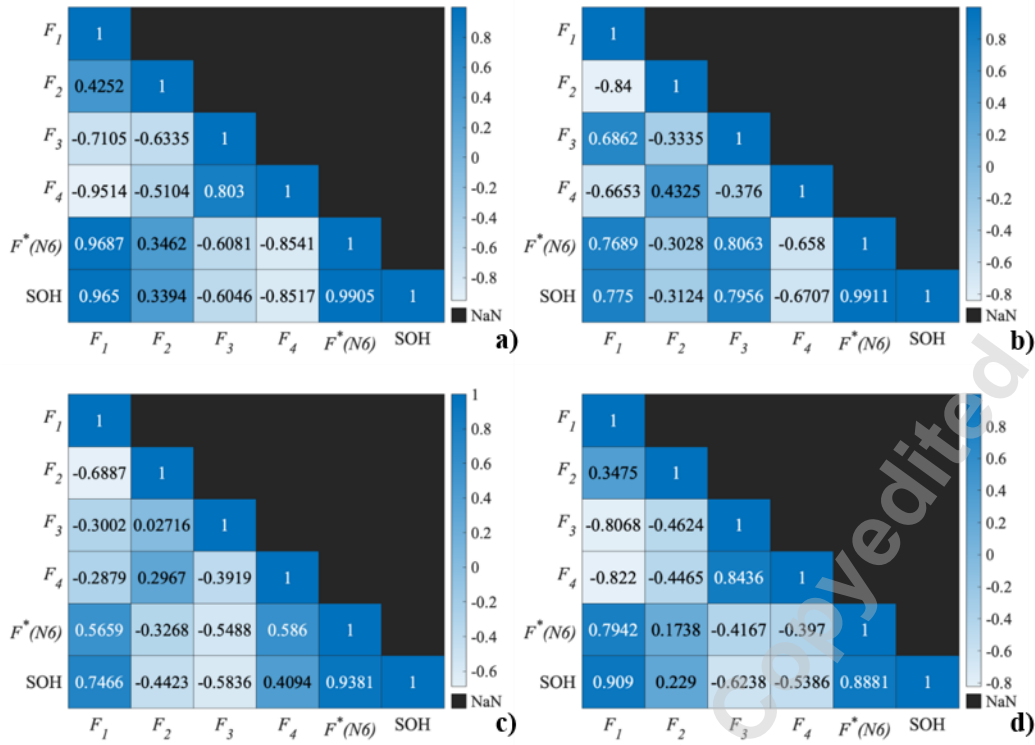 F1 1 0.8
F2 0.4252 1 0.6
0.4
F3 -0.7105 -0.6335 1 0.2
0
F4 -0.9514 -0.5104 0.803 1 -0.2
-0.4
F*(N6) 0.9687 0.3462 -0.6081 -0.8541 1 -0.6
SOH 0.965 0.3394 -0.6046 -0.8517 0.9905 1 -0.8
NaN
F1 F2 F3 F4 F*(N6) SOH a)
F1 1 0.8
F2 -0.84 1 0.6
0.4
F3 0.6862 -0.3335 1 0.2
0
F4 -0.6653 0.4325 -0.376 1 -0.2
F*(N6) 0.7689 -0.3028 0.8063 -0.658 1 -0.4
-0.6
SOH 0.775 -0.3124 0.7956 -0.6707 0.9911 1 -0.8
NaN
F1 F2 F3 F4 F*(N6) SOH b)
1
F1 1 0.8
F2 -0.6887 1 0.6
0.4
F3 -0.3002 0.02716 1 0.2
F4 -0.2879 0.2967 -0.3919 1 0
-0.2
F*(N6) 0.5659 -0.3268 -0.5488 0.586 1 -0.4
SOH 0.7466 -0.4423 -0.5836 0.4094 0.9381 1 -0.6
NaN
F1 F2 F3 F4 F*(N6) SOH c)
F1 1 0.8
F2 0.3475 1 0.6
0.4
F3 -0.8068 -0.4624 1 0.2
F4 -0.822 -0.4465 0.8436 1 0
-0.2
F*(N6) 0.7942 0.1738 -0.4167 -0.397 1 -0.4
-0.6
SOH 0.909 0.229 -0.6238 -0.5386 0.8881 1 -0.8
NaN
F1 F2 F3 F4 F*(N6) SOH d)
Copyedited